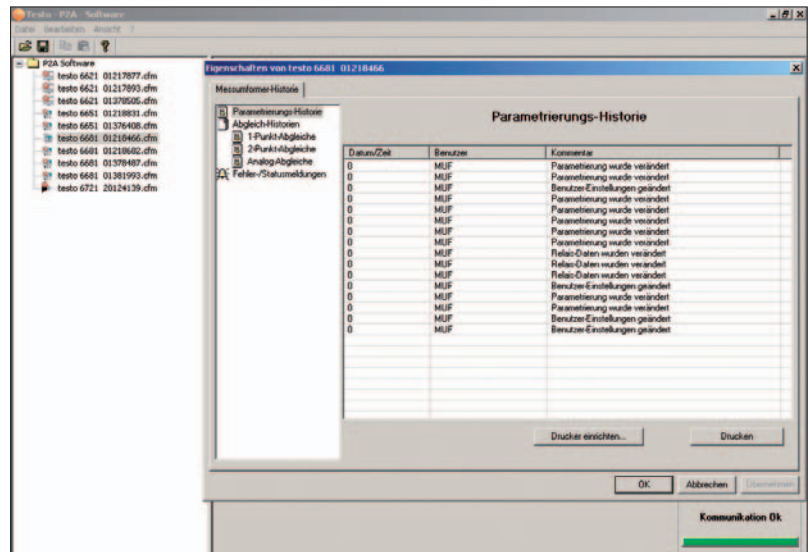 Testo - P2A - Software
Datei Bearbeiten Ansicht ?
P2A Software
testo 6621 01217877.cfm
testo 6621 01217893.cfm
testo 6621 01378505.cfm
testo 6651 01218831.cfm
testo 6651 01376408.cfm
testo 6681 01218466.cfm
testo 6681 01218602.cfm
testo 6681 01378487.cfm
testo 6681 01381993.cfm
testo 6721 20124139.cfm
Eigenschaften von testo 6681 01218466
Messumformer-Historie
Parametrierungs-Historie
Abgleich-Historien
1-Punkt-Abgleiche
2-Punkt-Abgleiche
Analog-Abgleiche
Fehler-/Statusmeldungen
Parametrierungs-Historie
Datum/Zeit Benutzer Kommentar
0 MUF Parametrierung wurde verändert
0 MUF Parametrierung wurde verändert
0 MUF Benutzer-Einstellungen geändert
0 MUF Parametrierung wurde verändert
0 MUF Parametrierung wurde verändert
0 MUF Parametrierung wurde verändert
0 MUF Parametrierung wurde verändert
0 MUF Parametrierung wurde verändert
0 MUF Relais-Daten wurden verändert
0 MUF Relais-Daten wurden verändert
0 MUF Relais-Daten wurden verändert
0 MUF Benutzer-Einstellungen geändert
0 MUF Parametrierung wurde verändert
0 MUF Parametrierung wurde verändert
0 MUF Benutzer-Einstellungen geändert
0 MUF Benutzer-Einstellungen geändert
Drucker einrichten... Drucken
OK Abbrechen Übernehmen
Kommunikation Ok